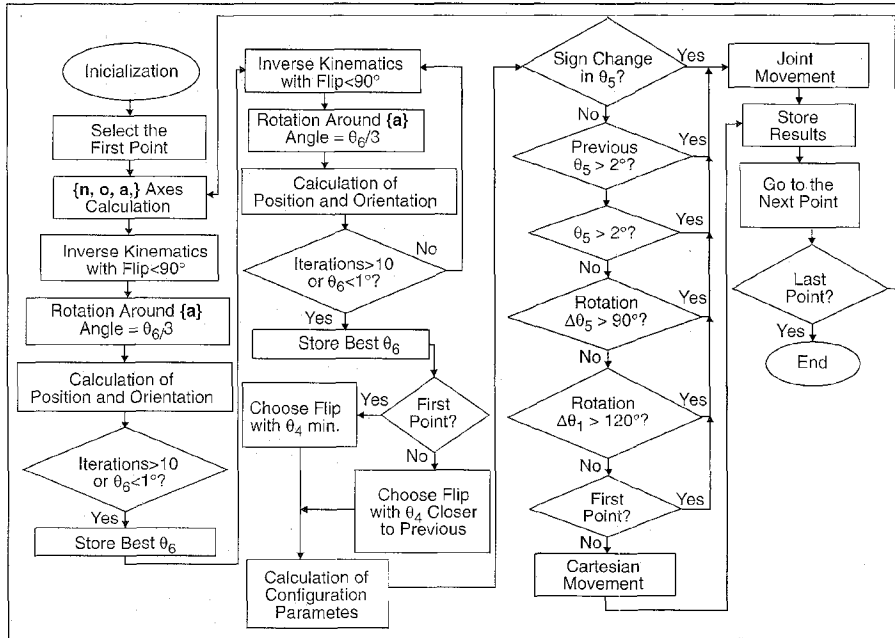 Inicialization
Select the
First Point
{n, o, a,} Axes
Calculation
Inverse Kinematics
with Flip<90°
Rotation Around {a}
Angle = θ6/3
Calculation of
Position and Orientation
Iterations>10
or θ6<1°?
Yes
Store Best θ6
Inverse Kinematics
with Flip<90°
Rotation Around {a}
Angle = θ6/3
Calculation of
Position and Orientation
No
Iterations>10
or θ6<1°?
Yes
Store Best θ6
First
Point?
Yes
Choose Flip
with θ4 min.
No
Choose Flip
with θ4 Closer
to Previous
Calculation of
Configuration
Parametes
Sign Change
in θ5?
Yes
No
Previous
θ5 > 2°?
Yes
θ5 > 2°?
Yes
No
Rotation
Δθ5 > 90°?
Yes
No
Rotation
Δθ1 > 120°?
Yes
No
First
Point?
Yes
No
Cartesian
Movement
Joint
Movement
Store
Results
Go to the
Next Point
Last
Point?
Yes
End